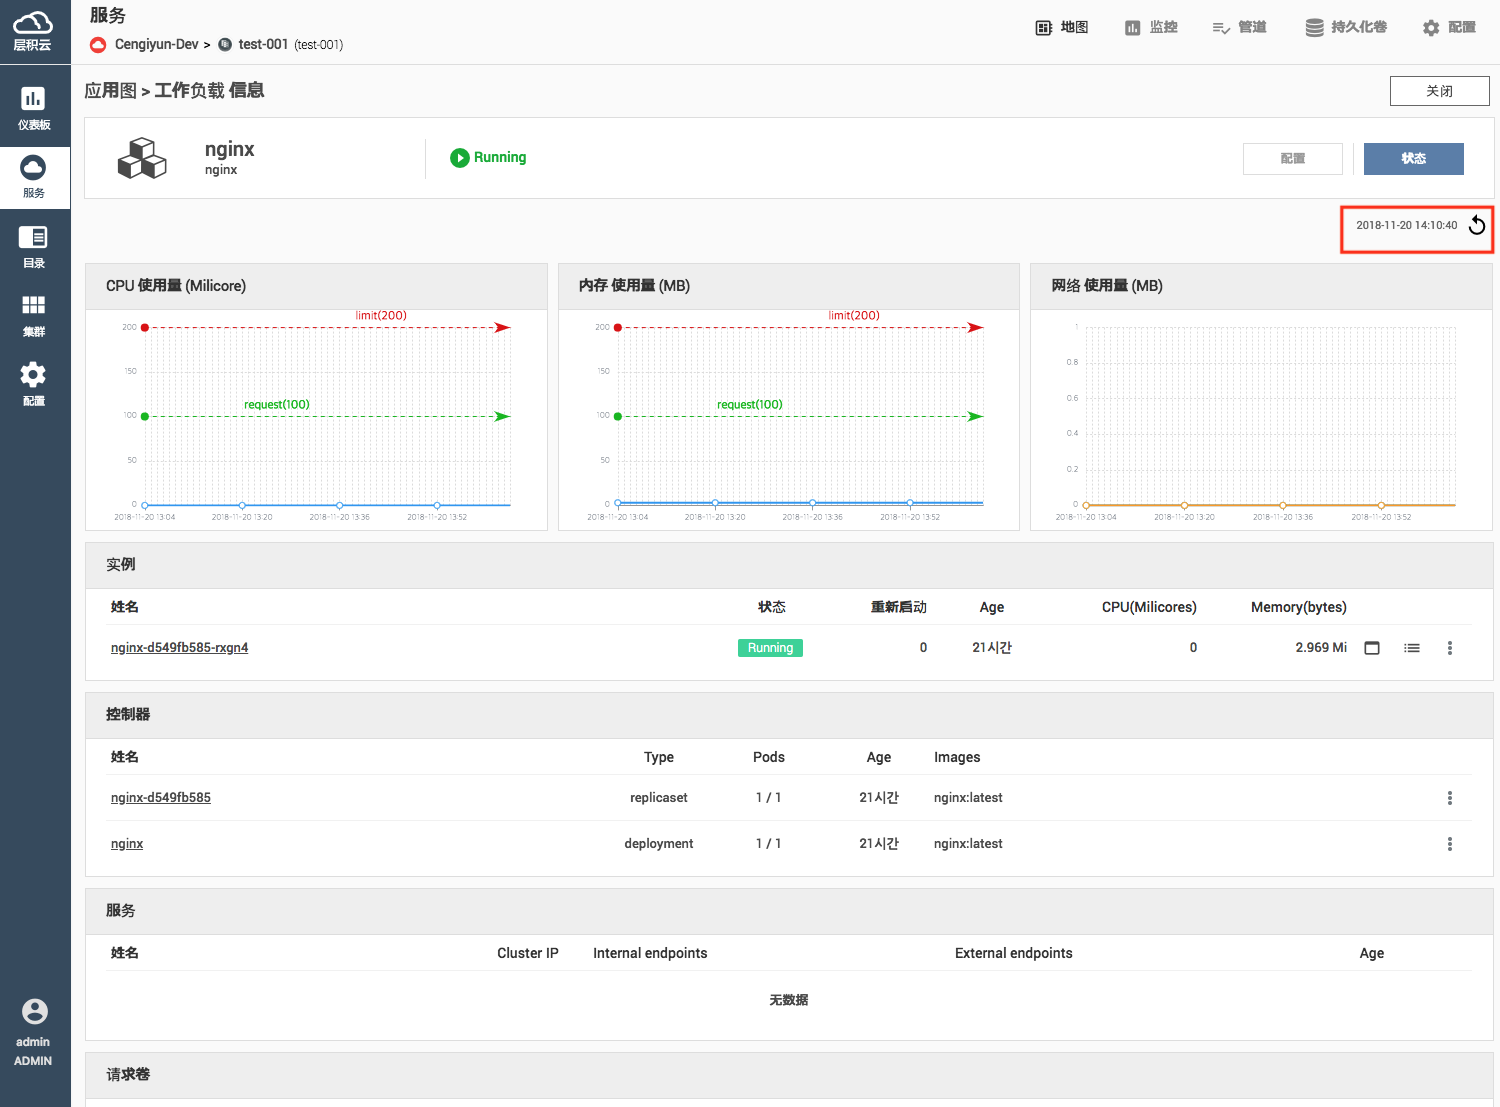 层积云
仪表板
服务
目录
集群
配置
admin
ADMIN
服务
Cengiyun-Dev > test-001 (test-001)
地图 监控 管道 持久化卷 配置
应用图 > 工作负载 信息
关闭
nginx
nginx
Running
配置 状态
2018-11-20 14:10:40
CPU 使用量 (Milicore)
limit(200)
200
150
request(100)
100
50
0
2018-11-20 13:04 2018-11-20 13:20 2018-11-20 13:36 2018-11-20 13:52
内存 使用量 (MB)
limit(200)
200
150
request(100)
100
50
0
2018-11-20 13:04 2018-11-20 13:20 2018-11-20 13:36 2018-11-20 13:52
网络 使用量 (MB)
1
0.8
0.6
0.4
0.2
0
2018-11-20 13:04 2018-11-20 13:20 2018-11-20 13:36 2018-11-20 13:52
实例
姓名 状态 重新启动 Age CPU(Milicores) Memory(bytes)
nginx-d549fb585-rxgn4 Running 0 21시간 0 2.969 Mi
控制器
姓名 Type Pods Age Images
nginx-d549fb585 replicaset 1 / 1 21시간 nginx:latest
nginx deployment 1 / 1 21시간 nginx:latest
服务
姓名 Cluster IP Internal endpoints External endpoints Age
无数据
请求卷